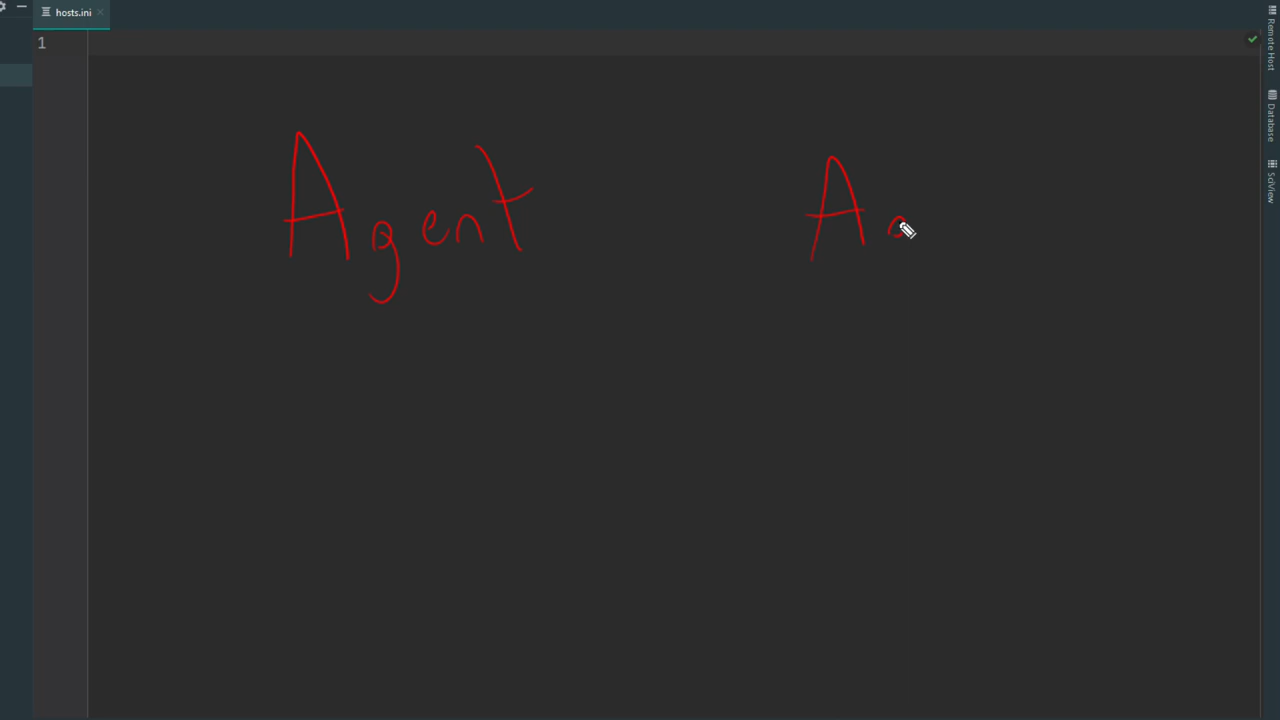 hosts.ini
1
Agent A
Remote Host
Database
SciView